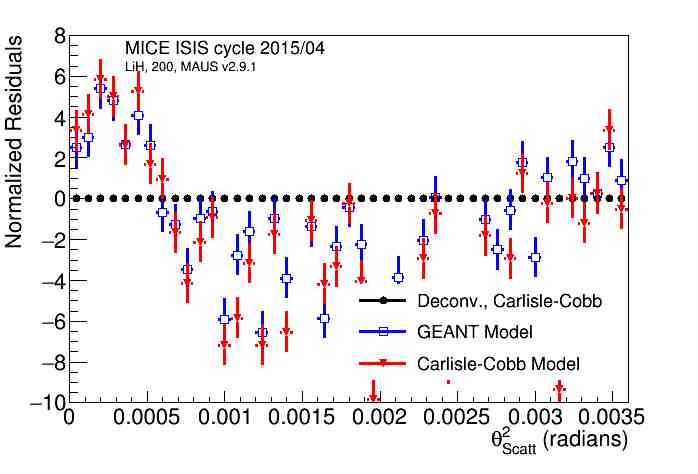 MICE ISIS cycle 2015/04
LiH, 200, MAUS v2.9.1
Normalized Residuals
8
6
4
2
0
−2
−4
−6
−8
−10
Deconv., Carlisle-Cobb
GEANT Model
Carlisle-Cobb Model
0 0.0005 0.001 0.0015 0.002 0.0025 0.003 0.0035
θ²Scatt (radians)